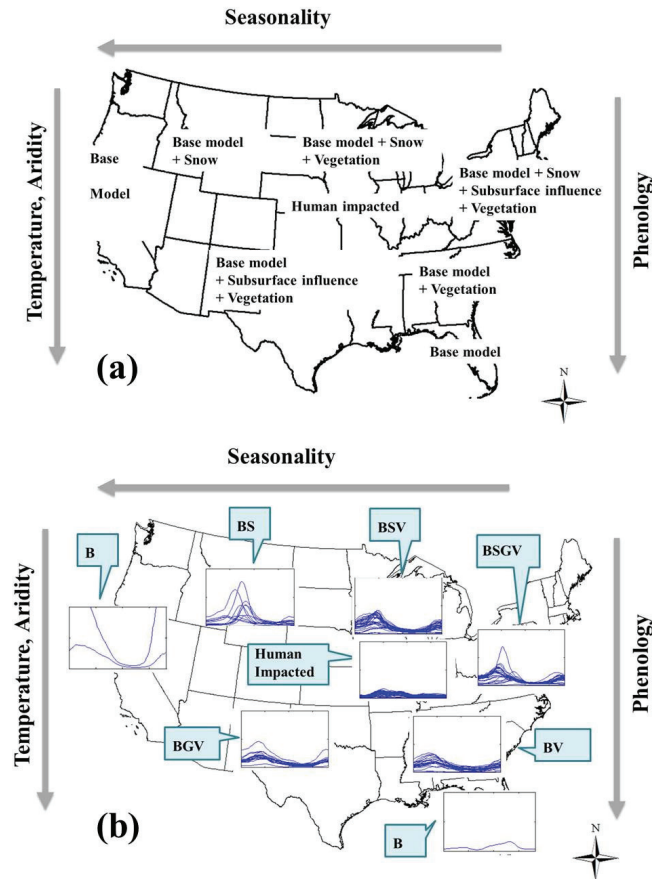 Seasonality
Temperature, Aridity
Phenology
Base
Model
Base model
+ Snow
Base model + Snow
+ Vegetation
Base model + Snow
+ Subsurface influence
+ Vegetation
Human impacted
Base model
+ Subsurface influence
+ Vegetation
Base model
+ Vegetation
Base model
(a)
N
Seasonality
Temperature, Aridity
Phenology
B
BS
BSV
BSGV
Human
Impacted
BGV
BV
B
(b)
N